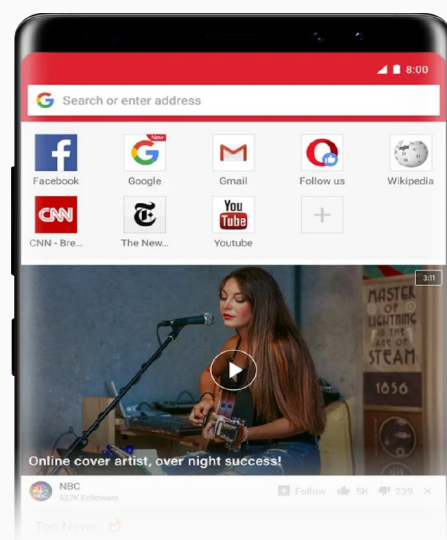 8:00
Search or enter address
New
Facebook
Google
Gmail
Follow us
Wikipedia
CNN
CNN - Bre...
The New...
You
Tube
Youtube
3:11
MASTER
OF
LIGHTNING
IN THE
AGE OF
STEAM
1856
Online cover artist, over night success!
NBC
527K Followers
Follow
5K
239
Top News